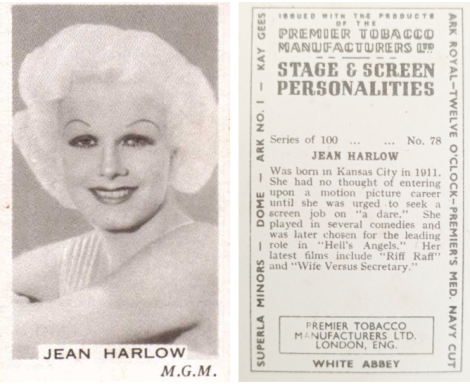 JEAN HARLOW
M.G.M.
ISSUED WITH THE PRODUCTS
OF THE
PREMIER TOBACCO
MANUFACTURERS LTD
STAGE & SCREEN
PERSONALITIES
Series of 100 ... ... No. 78
JEAN HARLOW
Was born in Kansas City in 1911.
She had no thought of entering
upon a motion picture career
until she was urged to seek a
screen job on "a dare." She
played in several comedies and
was later chosen for the leading
role in "Hell's Angels." Her
latest films include "Riff Raff"
and "Wife Versus Secretary."
PREMIER TOBACCO
MANUFACTURERS LTD.
LONDON, ENG.
WHITE ABBEY
SUPERLA MINORS — DOME — ARK NO. 1 — KAY GEES
ARK ROYAL—TWELVE O'CLOCK—PREMIER'S MED. NAVY CUT